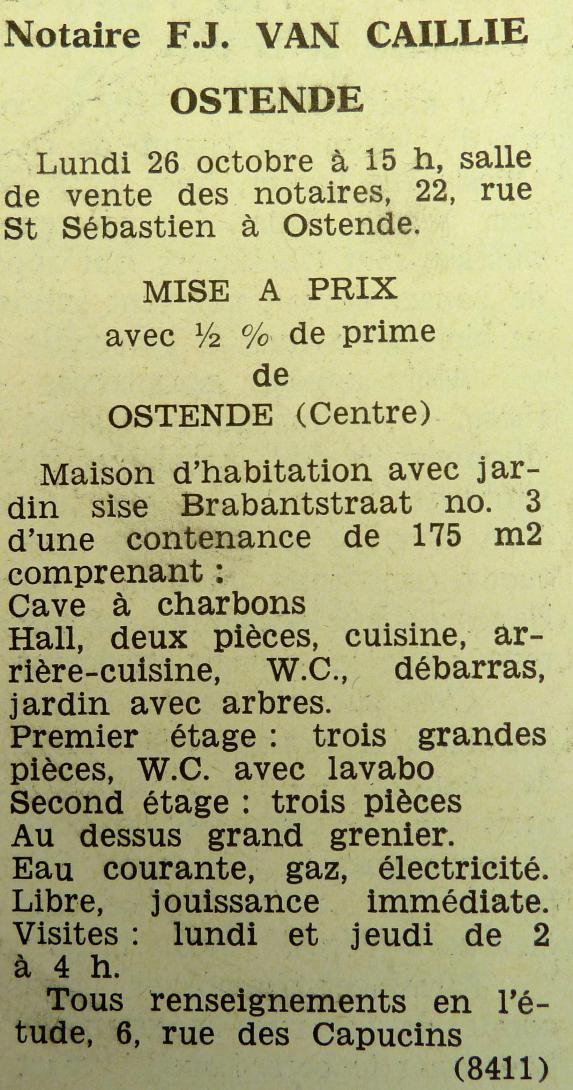 Notaire F.J. VAN CAILLIE
OSTENDE
Lundi 26 octobre à 15 h, salle
de vente des notaires, 22, rue
St Sébastien à Ostende.
MISE A PRIX
avec ½ % de prime
de
OSTENDE (Centre)
Maison d'habitation avec jar-
din sise Brabantstraat no. 3
d'une contenance de 175 m2
comprenant :
Cave à charbons
Hall, deux pièces, cuisine, ar-
rière-cuisine, W.C., débarras,
jardin avec arbres.
Premier étage : trois grandes
pièces, W.C. avec lavabo
Second étage : trois pièces
Au dessus grand grenier.
Eau courante, gaz, électricité.
Libre, jouissance immédiate.
Visites : lundi et jeudi de 2
à 4 h.
Tous renseignements en l'é-
tude, 6, rue des Capucins
(8411)